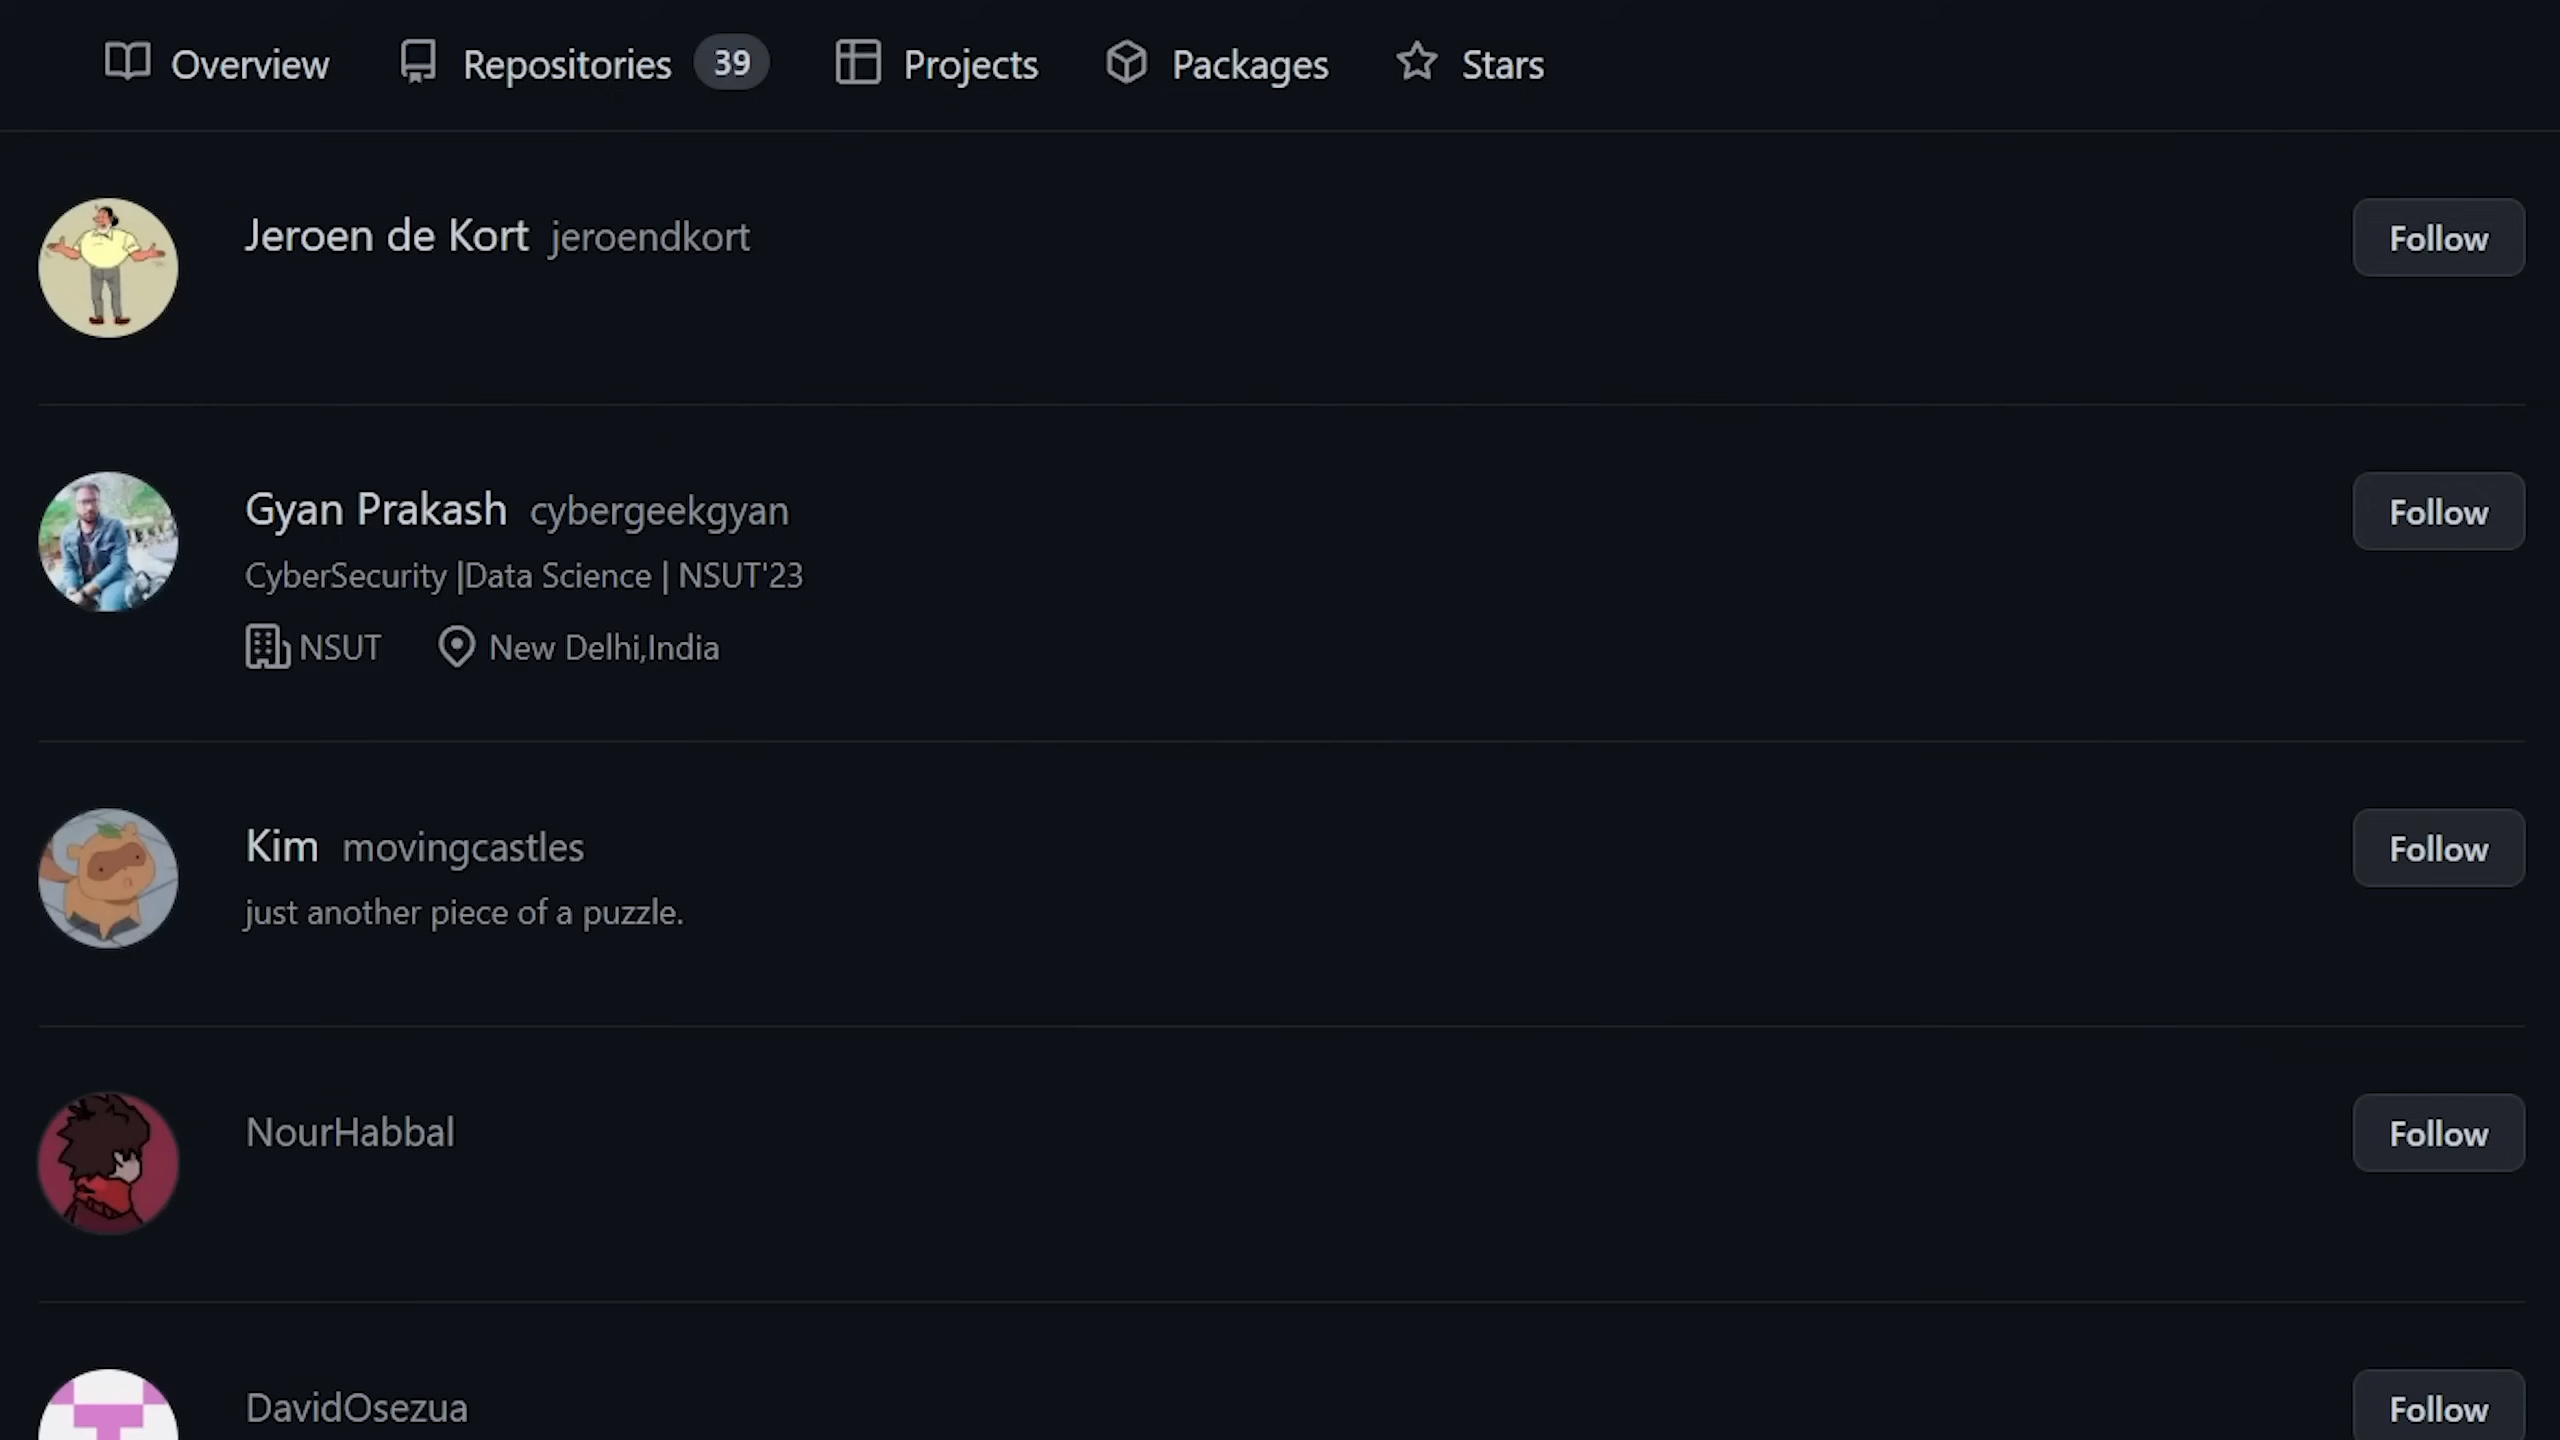 Overview Repositories 39 Projects Packages Stars
Jeroen de Kort jeroendkort Follow
Gyan Prakash cybergeekgyan Follow
CyberSecurity |Data Science | NSUT'23
NSUT New Delhi,India
Kim movingcastles Follow
just another piece of a puzzle.
NourHabbal Follow
DavidOsezua Follow